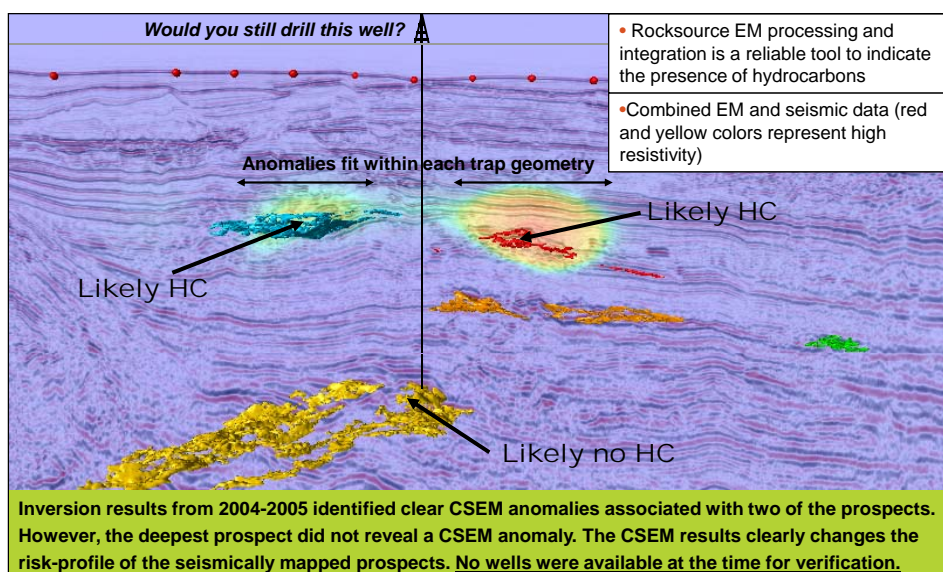 Would you still drill this well?
• Rocksource EM processing and
integration is a reliable tool to indicate
the presence of hydrocarbons
•Combined EM and seismic data (red
and yellow colors represent high
resistivity)
Anomalies fit within each trap geometry
Likely HC
Likely HC
Likely no HC
Inversion results from 2004-2005 identified clear CSEM anomalies associated with two of the prospects.
However, the deepest prospect did not reveal a CSEM anomaly. The CSEM results clearly changes the
risk-profile of the seismically mapped prospects. No wells were available at the time for verification.